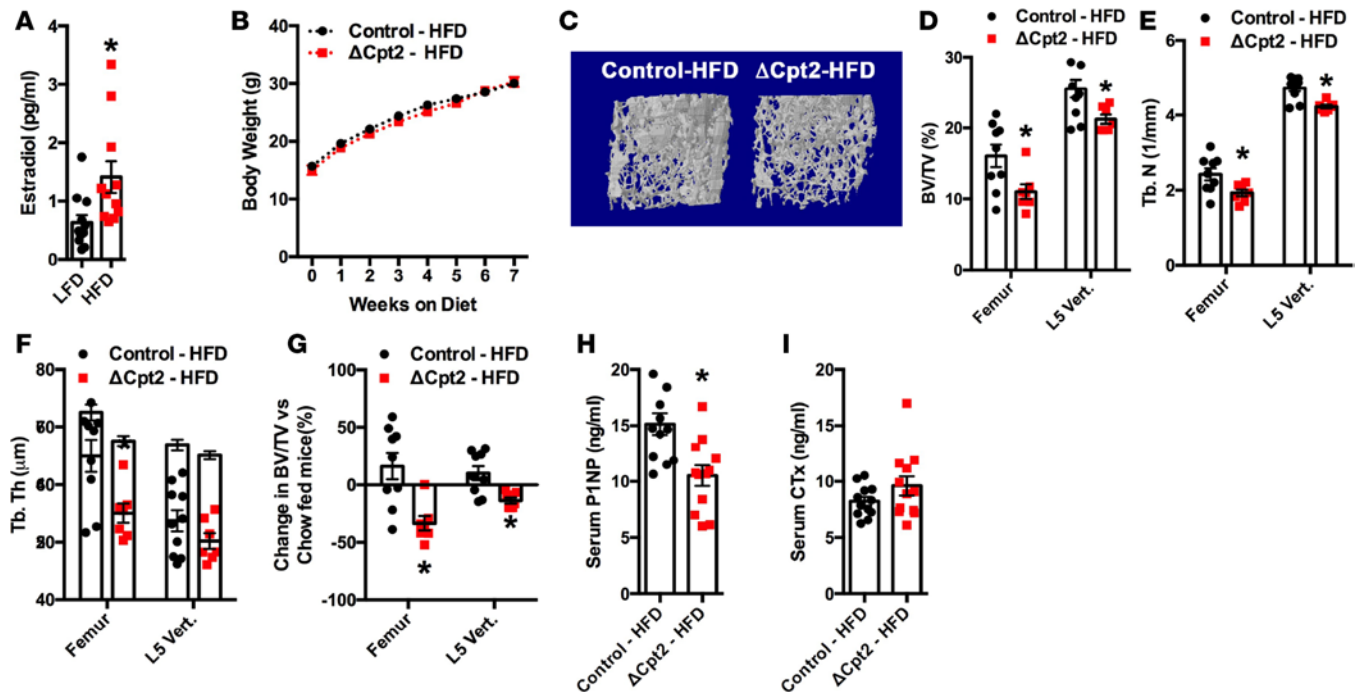 A
Estradiol (pg/ml)
4
3
2
1
0
*
LFD
HFD
B
Control - HFD
ΔCpt2 - HFD
Body Weight (g)
40
30
20
10
0
0 1 2 3 4 5 6 7
Weeks on Diet
C
Control-HFD ΔCpt2-HFD
D
Control - HFD
ΔCpt2 - HFD
BV/TV (%)
30
20
10
0
* *
Femur
L5 Vert.
E
Control - HFD
ΔCpt2 - HFD
Tb. N (1/mm)
6
4
2
0
* *
Femur
L5 Vert.
F
Control - HFD
ΔCpt2 - HFD
Tb. Th (μm)
40
*
Femur
L5 Vert.
G
Control - HFD
ΔCpt2 - HFD
Change in BV/TV vs
Chow fed mice(%)
100
50
0
-50
-100
* *
Femur
L5 Vert.
H
Serum P1NP (ng/ml)
20
15
10
5
0
*
Control - HFD
ΔCpt2 - HFD
I
Serum CTx (ng/ml)
20
15
10
5
0
Control - HFD
ΔCpt2 - HFD